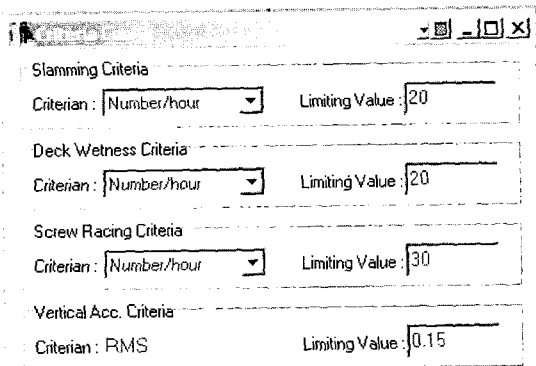 Slamming Criteria
Criterian : Number/hour Limiting Value : 20
Deck Wetness Criteria
Criterian : Number/hour Limiting Value : 20
Screw Racing Criteria
Criterian : Number/hour Limiting Value : 30
Vertical Acc. Criteria
Criterian : RMS Limiting Value : 0.15